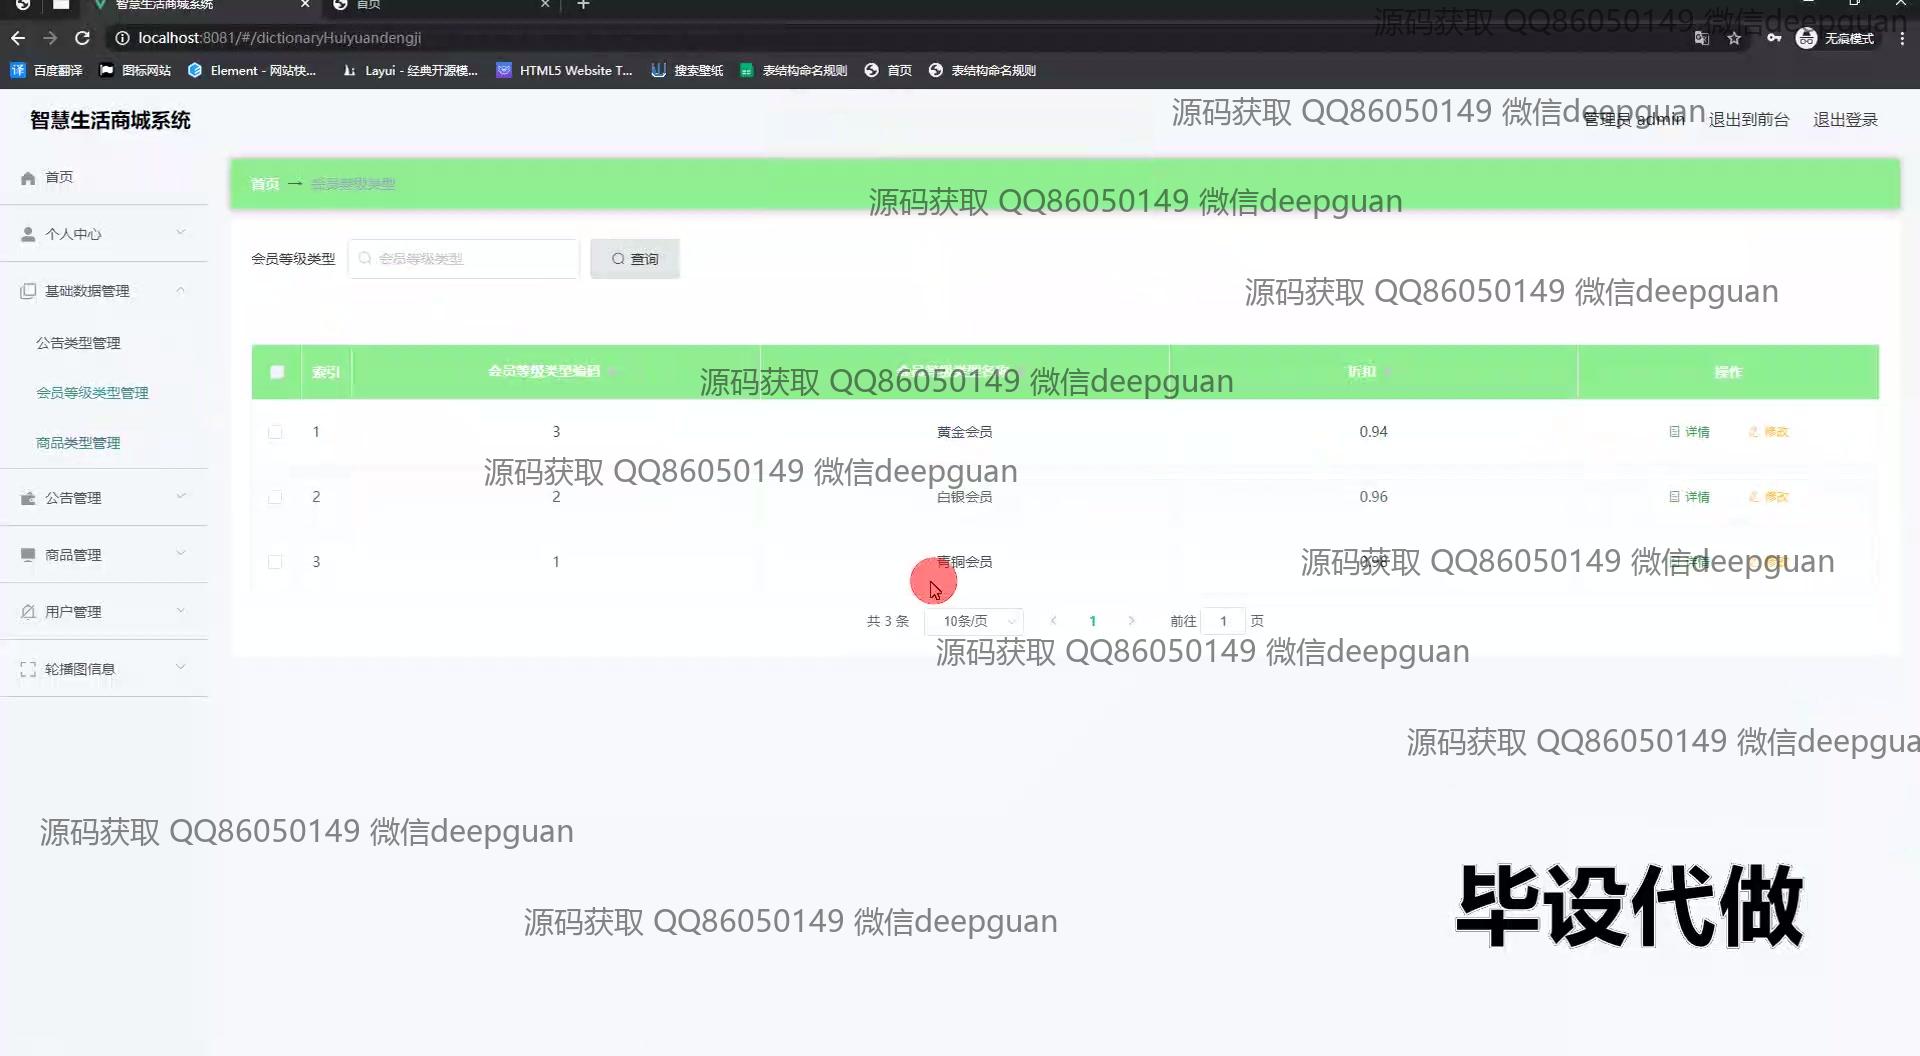 智慧生活商城系统
首页
localhost:8081/#/dictionaryHuiyuandengji
无痕模式
百度翻译
图标网站
Element - 网站快...
Layui - 经典开源模...
HTML5 Website T...
搜索壁纸
表结构命名规则
首页
表结构命名规则
源码获取 QQ86050149 微信deepguan
智慧生活商城系统
源码获取 QQ86050149 微信deepguan
管理员 admin
退出到前台
退出登录
首页
个人中心
基础数据管理
公告类型管理
会员等级类型管理
商品类型管理
公告管理
商品管理
用户管理
轮播图信息
首页 → 会员等级类型
源码获取 QQ86050149 微信deepguan
会员等级类型
会员等级类型
查询
源码获取 QQ86050149 微信deepguan
索引 会员等级类型编码 折扣 操作
源码获取 QQ86050149 微信deepguan
1 3 黄金会员 0.94 详情 修改
源码获取 QQ86050149 微信deepguan
2 2 白银会员 0.96 详情 修改
3 1 青铜会员 0.98 详情
源码获取 QQ86050149 微信deepguan
共 3 条 10条/页 1 前往 1 页
源码获取 QQ86050149 微信deepguan
源码获取 QQ86050149 微信deepgua
源码获取 QQ86050149 微信deepguan
源码获取 QQ86050149 微信deepguan
毕设代做